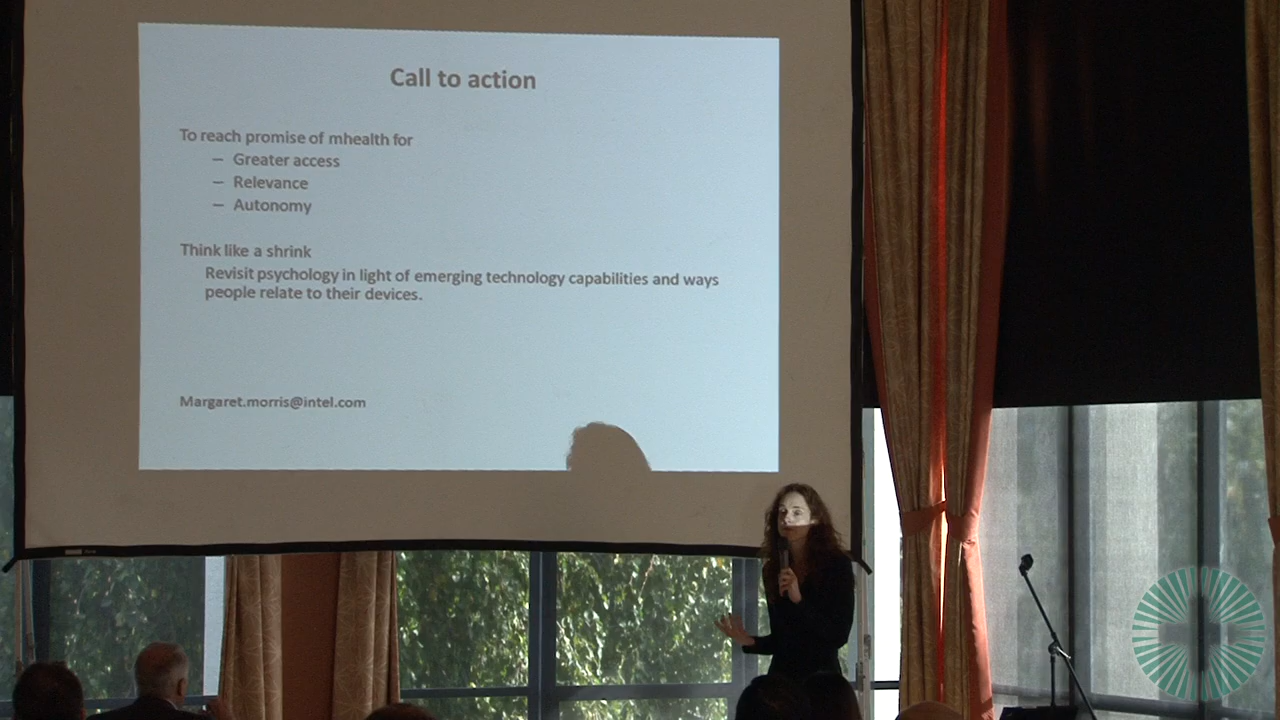 Call to action
To reach promise of mhealth for
– Greater access
– Relevance
– Autonomy
Think like a shrink
Revisit psychology in light of emerging technology capabilities and ways
people relate to their devices.
Margaret.morris@intel.com